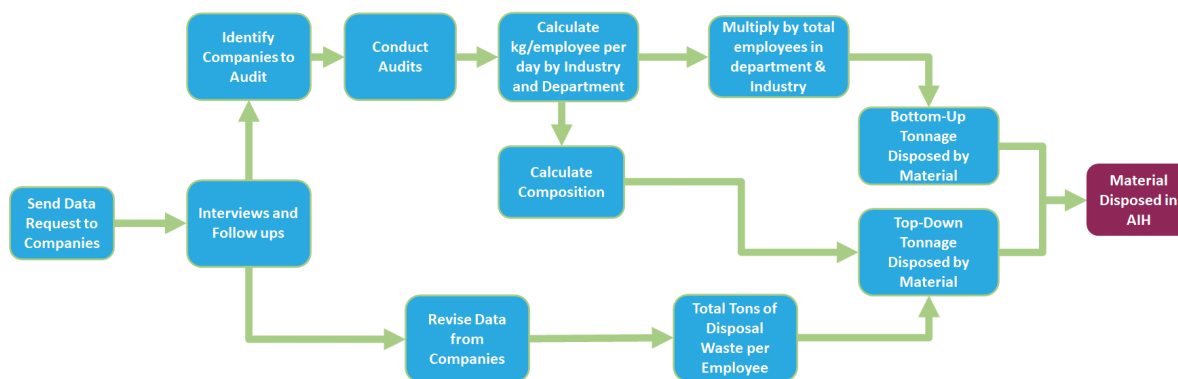 Identify
Companies to
Audit
Conduct
Audits
Calculate
kg/employee per
day by Industry
and Department
Multiply by total
employees in
department &
Industry
Bottom-Up
Tonnage
Disposed by
Material
Calculate
Composition
Send Data
Request to
Companies
Interviews and
Follow ups
Top-Down
Tonnage
Disposed by
Material
Material
Disposed in
AIH
Revise Data
from
Companies
Total Tons of
Disposal
Waste per
Employee